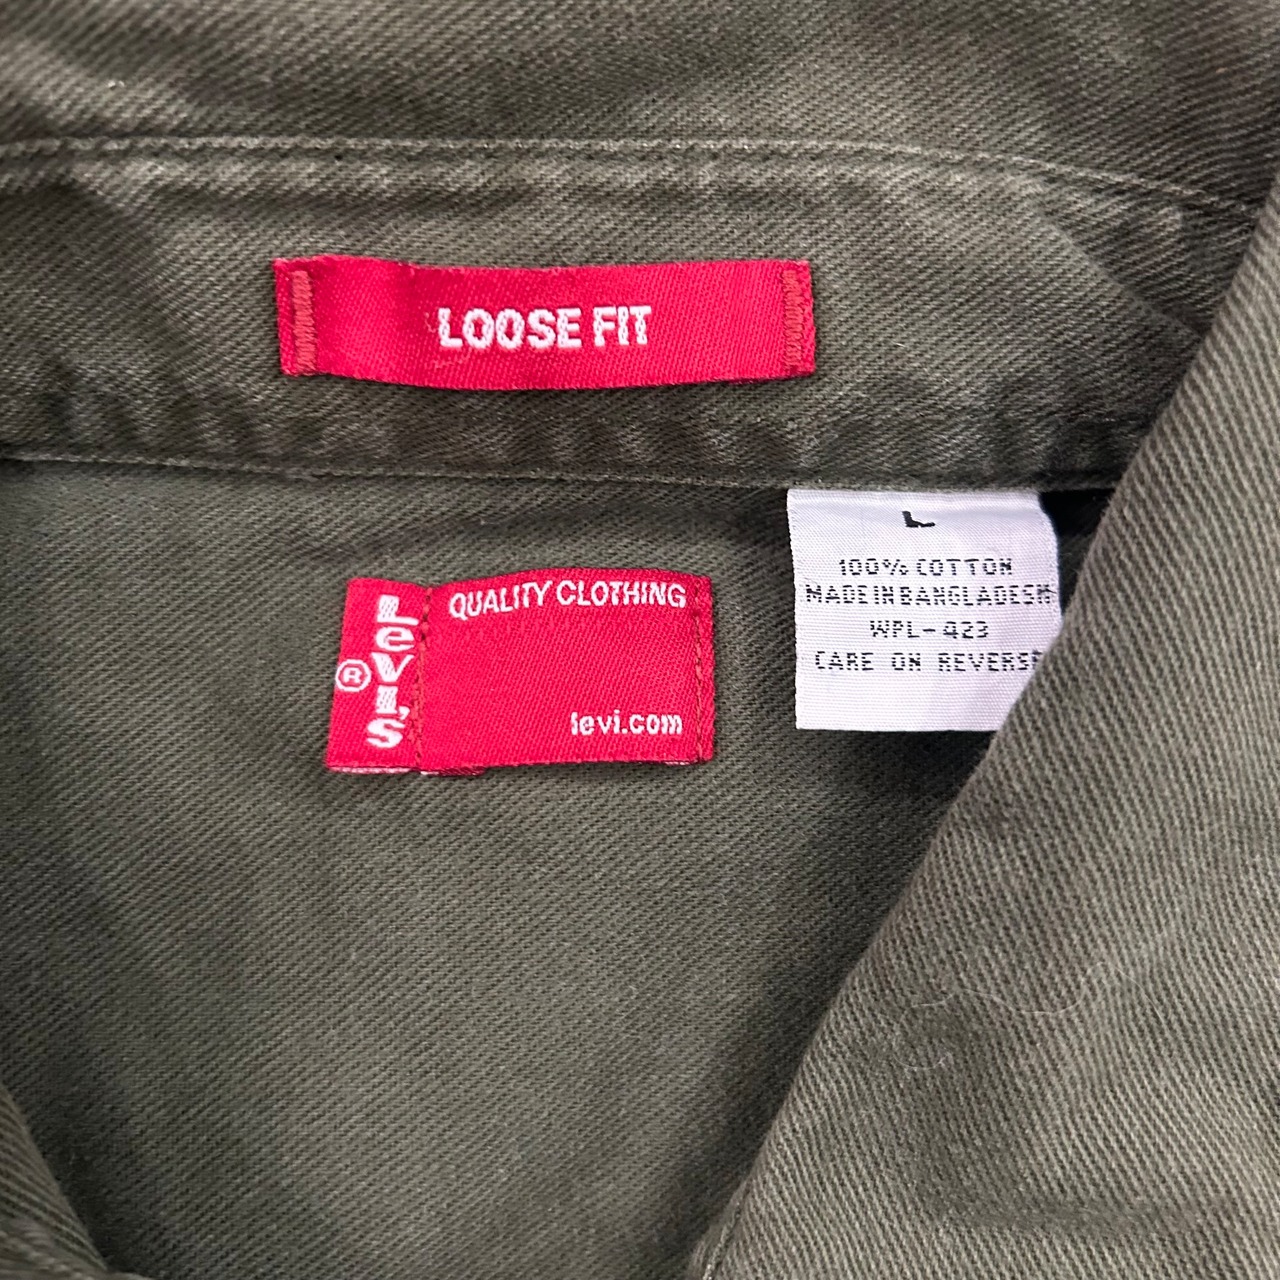 LOOSE FIT
LEVI'S
®
QUALITY CLOTHING
levi.com
L
100% COTTON
MADE IN BANGLADESH
WPL-423
CARE ON REVERSE